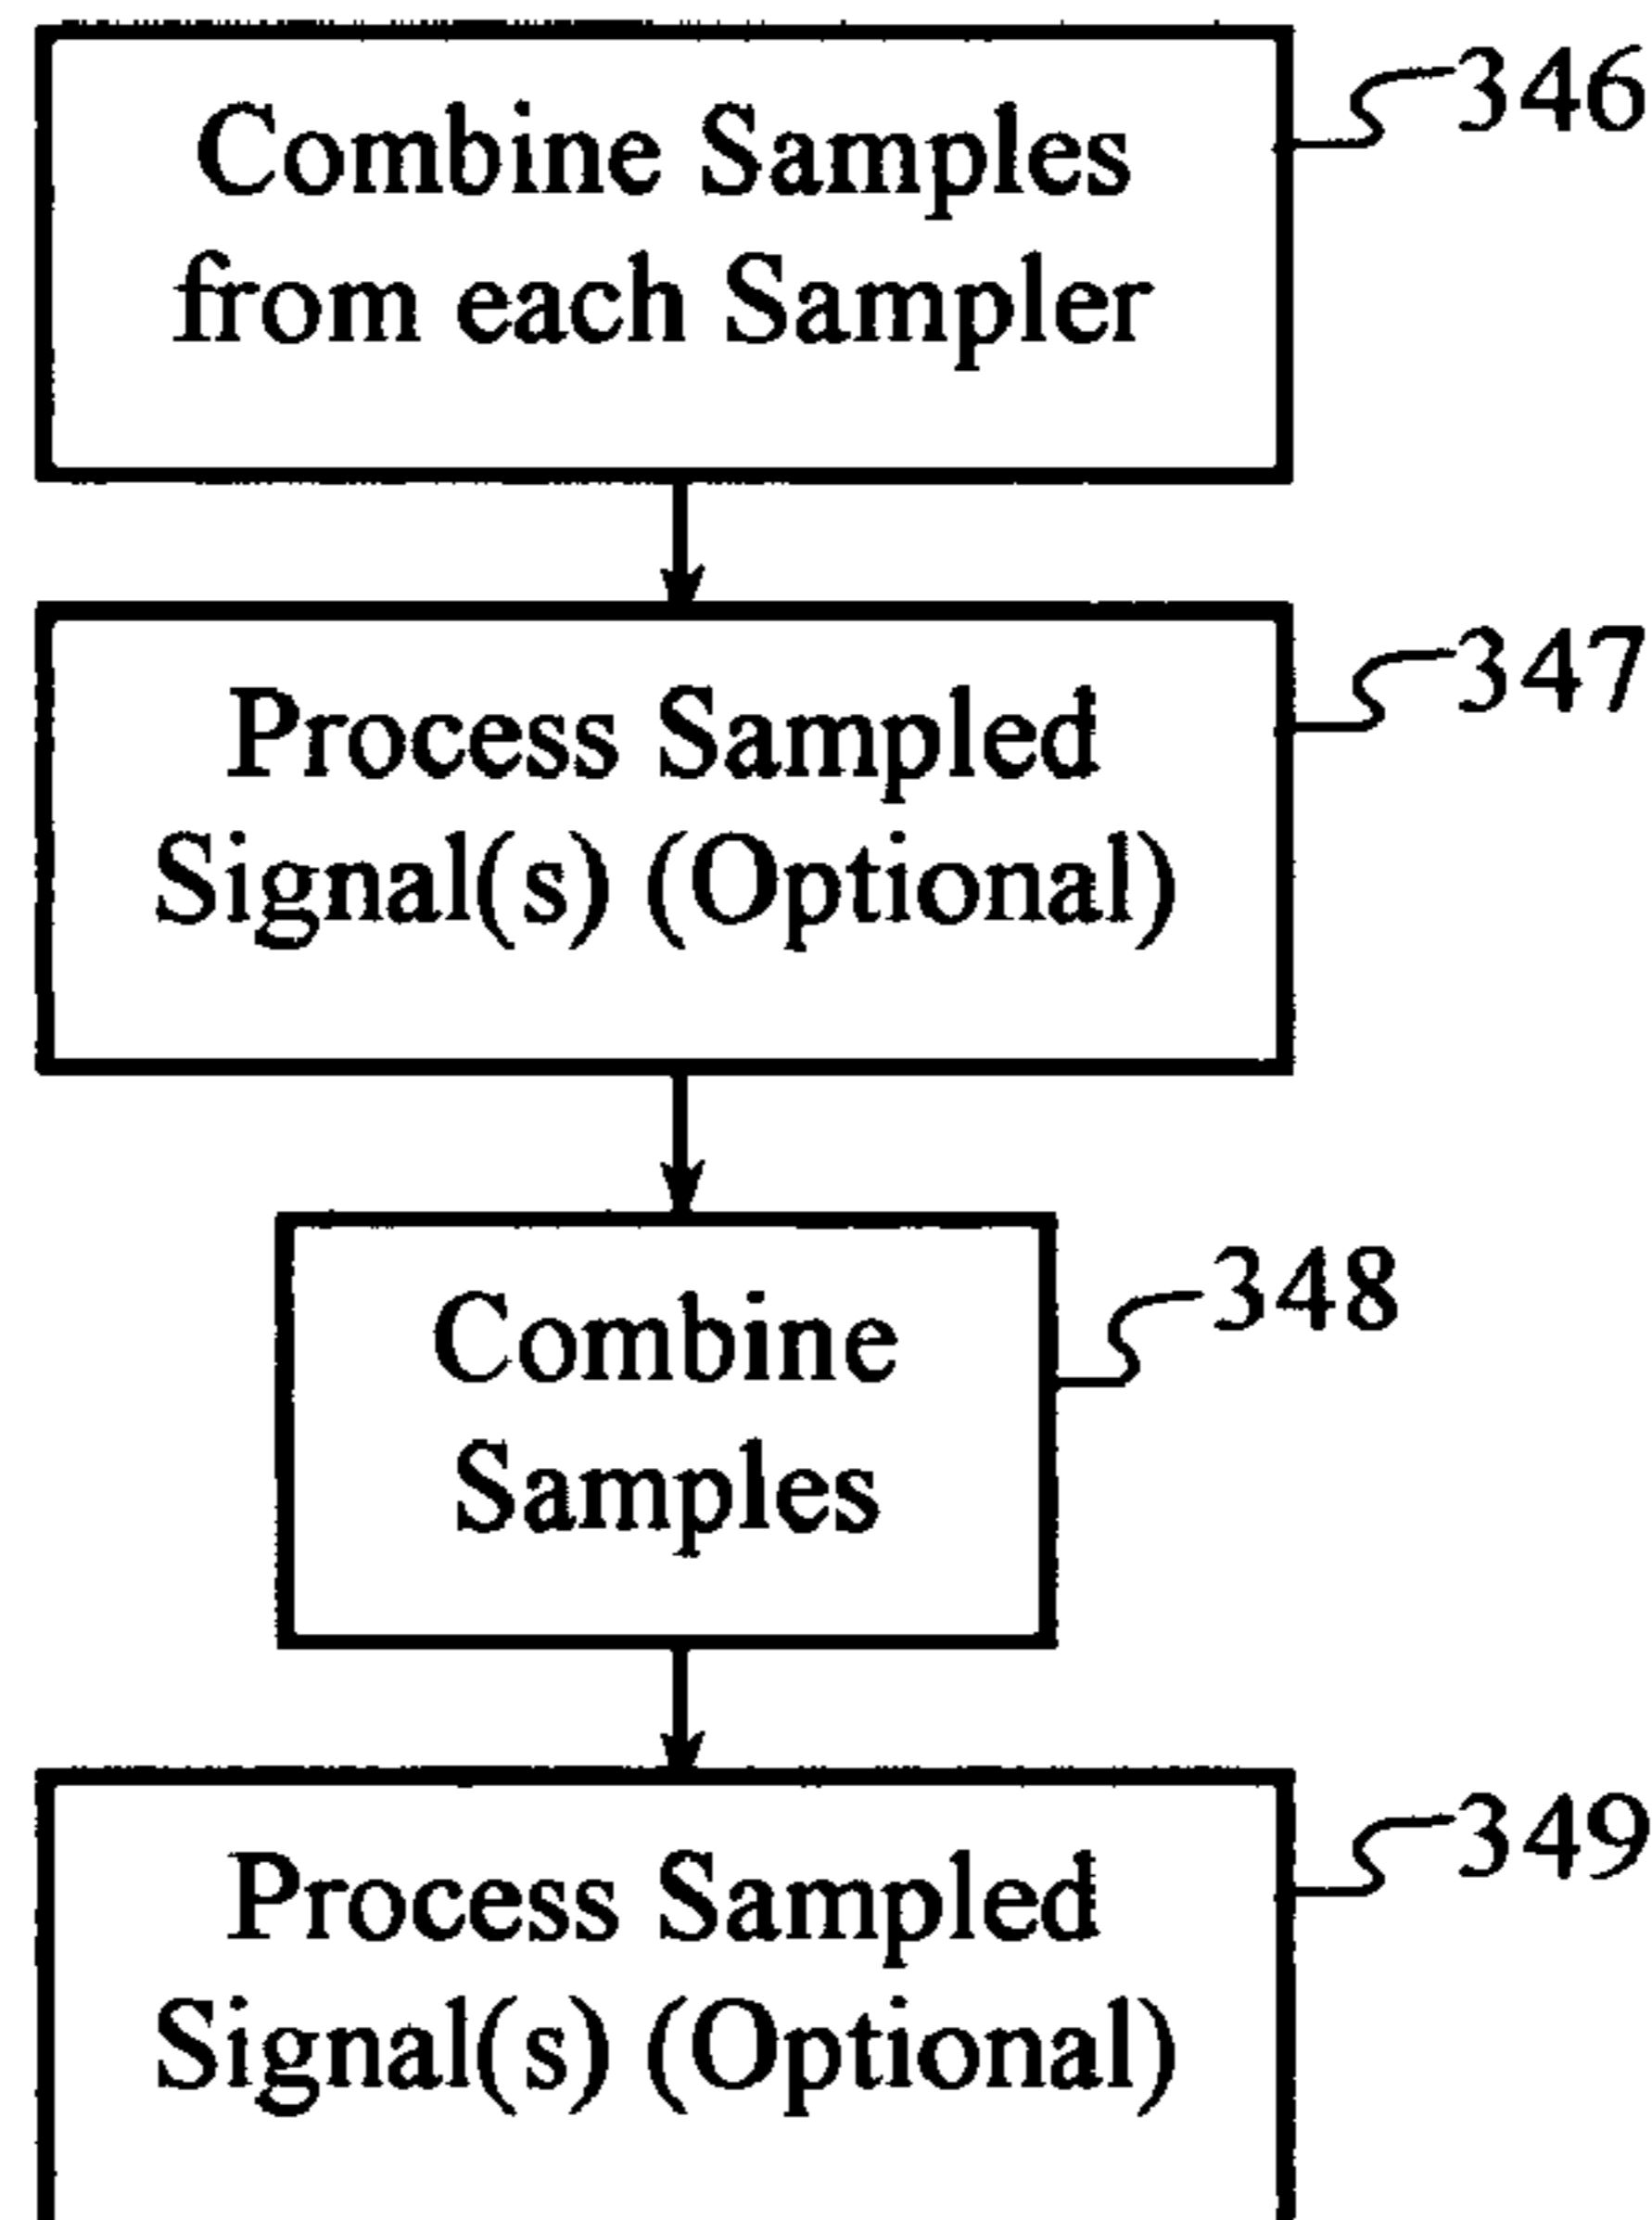 346
Combine Samples
from each Sampler
347
Process Sampled
Signal(s) (Optional)
348
Combine
Samples
349
Process Sampled
Signal(s) (Optional)